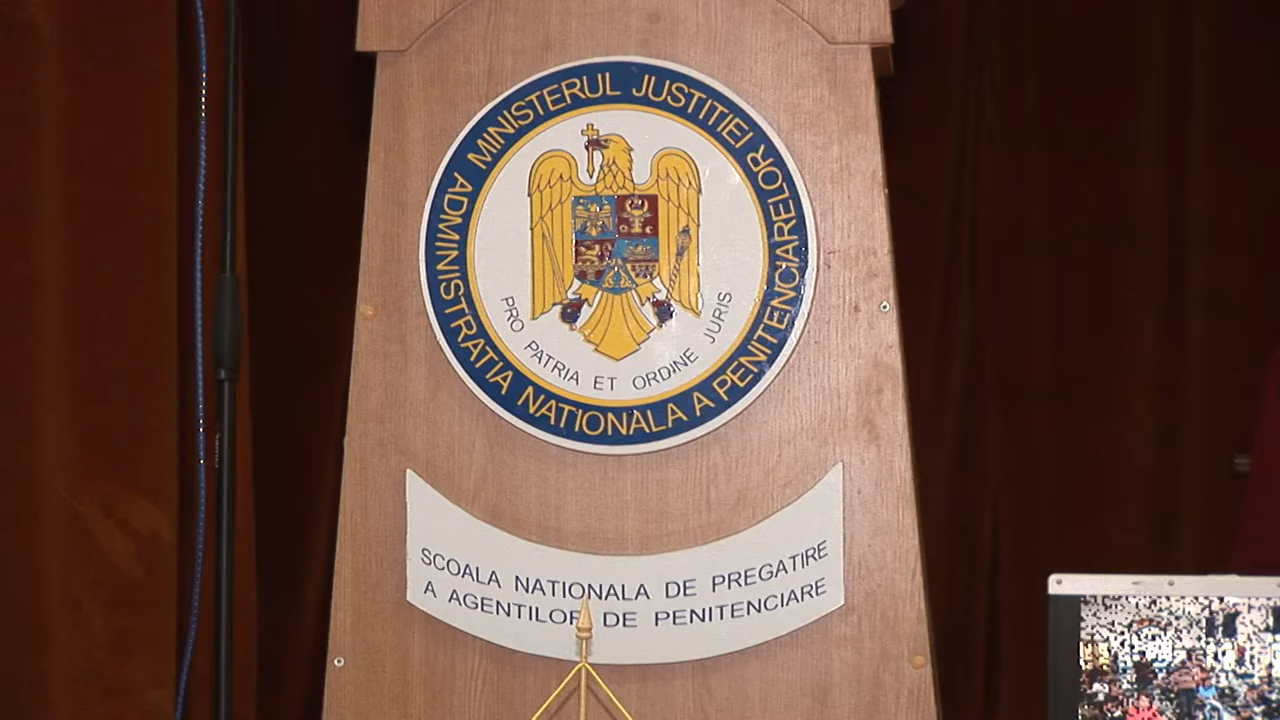 MINISTERUL JUSTITIEI
ADMINISTRATIA NATIONALA A PENITENCIARELOR
PRO PATRIA ET ORDINE JURIS
SCOALA NATIONALA DE PREGATIRE
A AGENTILOR DE PENITENCIARE